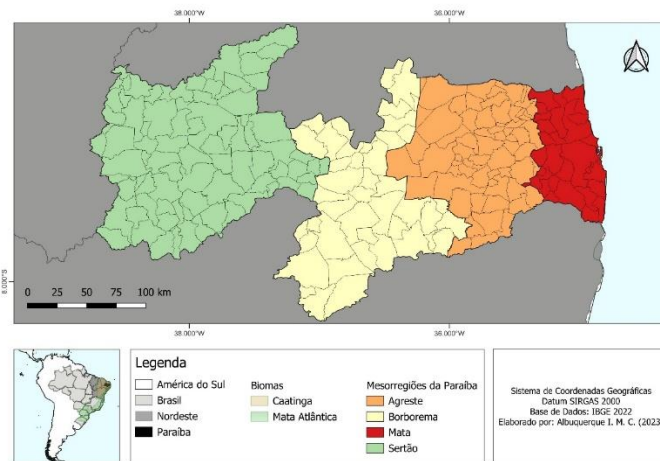 38.000°W
36.000°W
8.000°S
0 25 50 75 100 km
38.000°W
36.000°W
Legenda
América do Sul
Brasil
Nordeste
Paraíba
Biomas
Caatinga
Mata Atlântica
Mesorregiões da Paraíba
Agreste
Borborema
Mata
Sertão
Sistema de Coordenadas Geográficas
Datum SIRGAS 2000
Base de Dados: IBGE 2022
Elaborado por: Albuquerque I. M. C. (2023